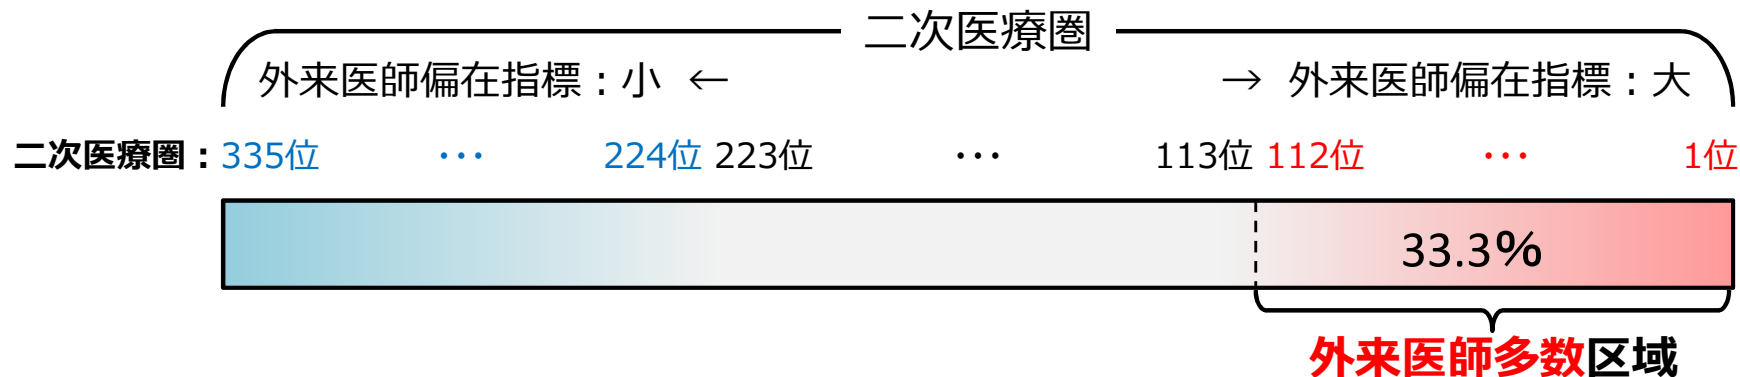 二次医療圏
外来医師偏在指標：小 ← → 外来医師偏在指標：大
二次医療圏：335位 ・・・ 224位 223位 ・・・ 113位 112位 ・・・ 1位
33.3%
外来医師多数区域